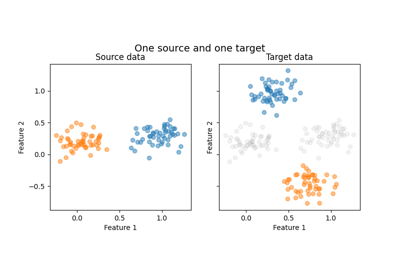 One source and one target
Source data
Target data
1.0
0.5
0.0
−0.5
Feature 2
Feature 2
0.0 0.5 1.0
0.0 0.5 1.0
Feature 1
Feature 1